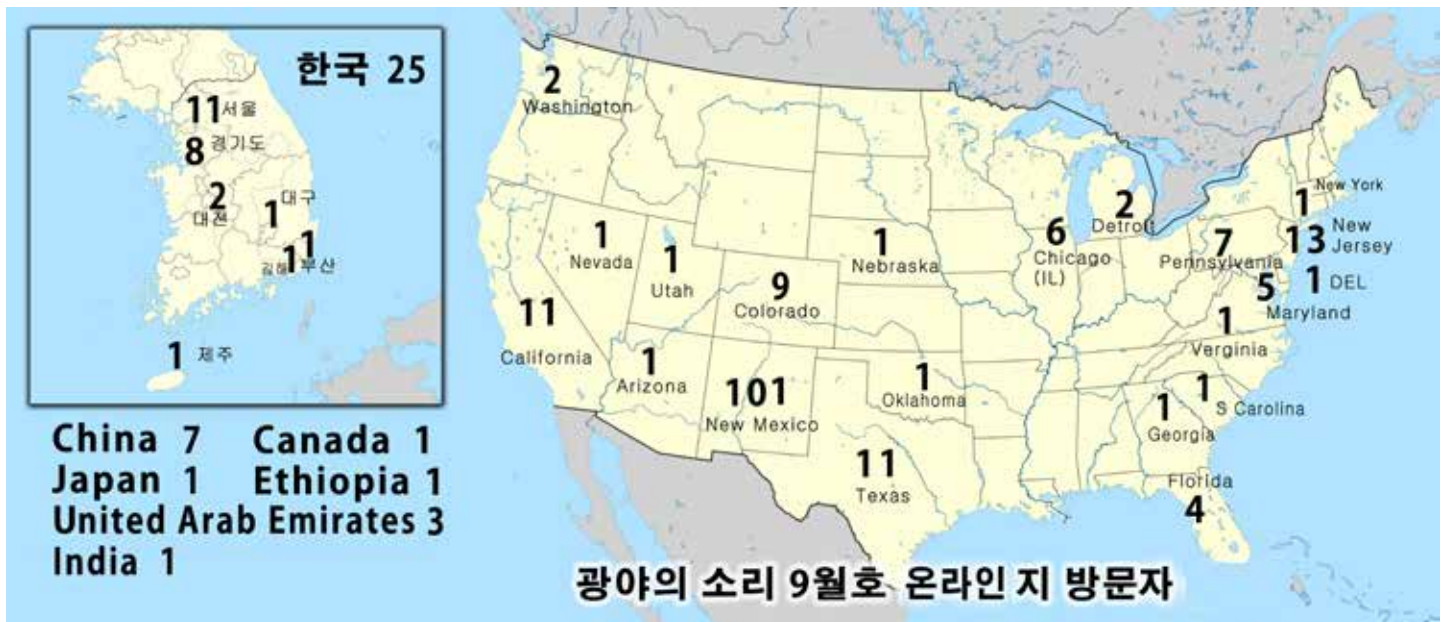 한국 25
11 서울
8 경기도
2
대전
1 대구
1
김해 1 부산
1 제주
China 7 Canada 1
Japan 1 Ethiopia 1
United Arab Emirates 3
India 1
2
Washington
1
Nevada
1
Utah
11
California
9
Colorado
1
Arizona
101
New Mexico
1
Nebraska
1
Oklahoma
11
Texas
6
Chicago
(IL)
2
Detroit
New York
1
7
Pennsylvania
13 New
Jersey
1 DEL
5
Maryland
1
Verginia
1
S Carolina
1
Georgia
Florida
4
광야의 소리 9월호 온라인 지 방문자